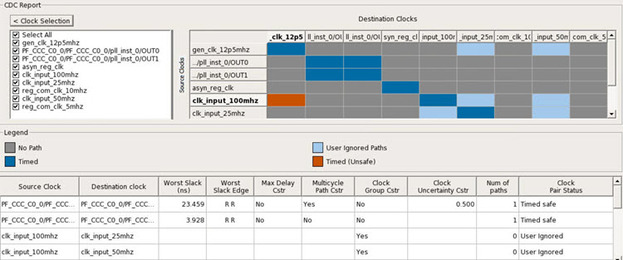 CDC Report
< Clock Selection
Select All
gen_clk_12p5mhz
PF_CCC_C0_0/PF_CCC_C0_0/pll_inst_0/OUT0
PF_CCC_C0_0/PF_CCC_C0_0/pll_inst_0/OUT1
asyn_reg_clk
clk_input_100mhz
clk_input_25mhz
reg_com_clk_10mhz
clk_input_50mhz
reg_com_clk_5mhz
Destination Clocks
Source Clocks
_clk_12p5 ll_inst_0/OU ll_inst_0/OU syn_reg_cl input_100 _input_25m com_clk_1 _input_50m com_clk_5
gen_clk_12p5mhz
../pll_inst_0/OUT0
../pll_inst_0/OUT1
asyn_reg_clk
clk_input_100mhz
clk_input_25mhz
Legend
No Path User Ignored Paths
Timed Timed (Unsafe)
Source Clock Destination clock Worst Slack (ns) Worst Slack Edge Max Delay Cstr Multicycle Path Cstr Clock Group Cstr Clock Uncertainty Cstr Num of paths Clock Pair Status
PF_CCC_C0_0/PF_CCC... PF_CCC_C0_0/PF_CCC... 23.459 R R No Yes No 0.500 1 Timed safe
PF_CCC_C0_0/PF_CCC... PF_CCC_C0_0/PF_CCC... 3.928 R R No No No 1 Timed safe
clk_input_100mhz clk_input_25mhz Yes 0 User Ignored
clk_input_100mhz clk_input_50mhz Yes 0 User Ignored